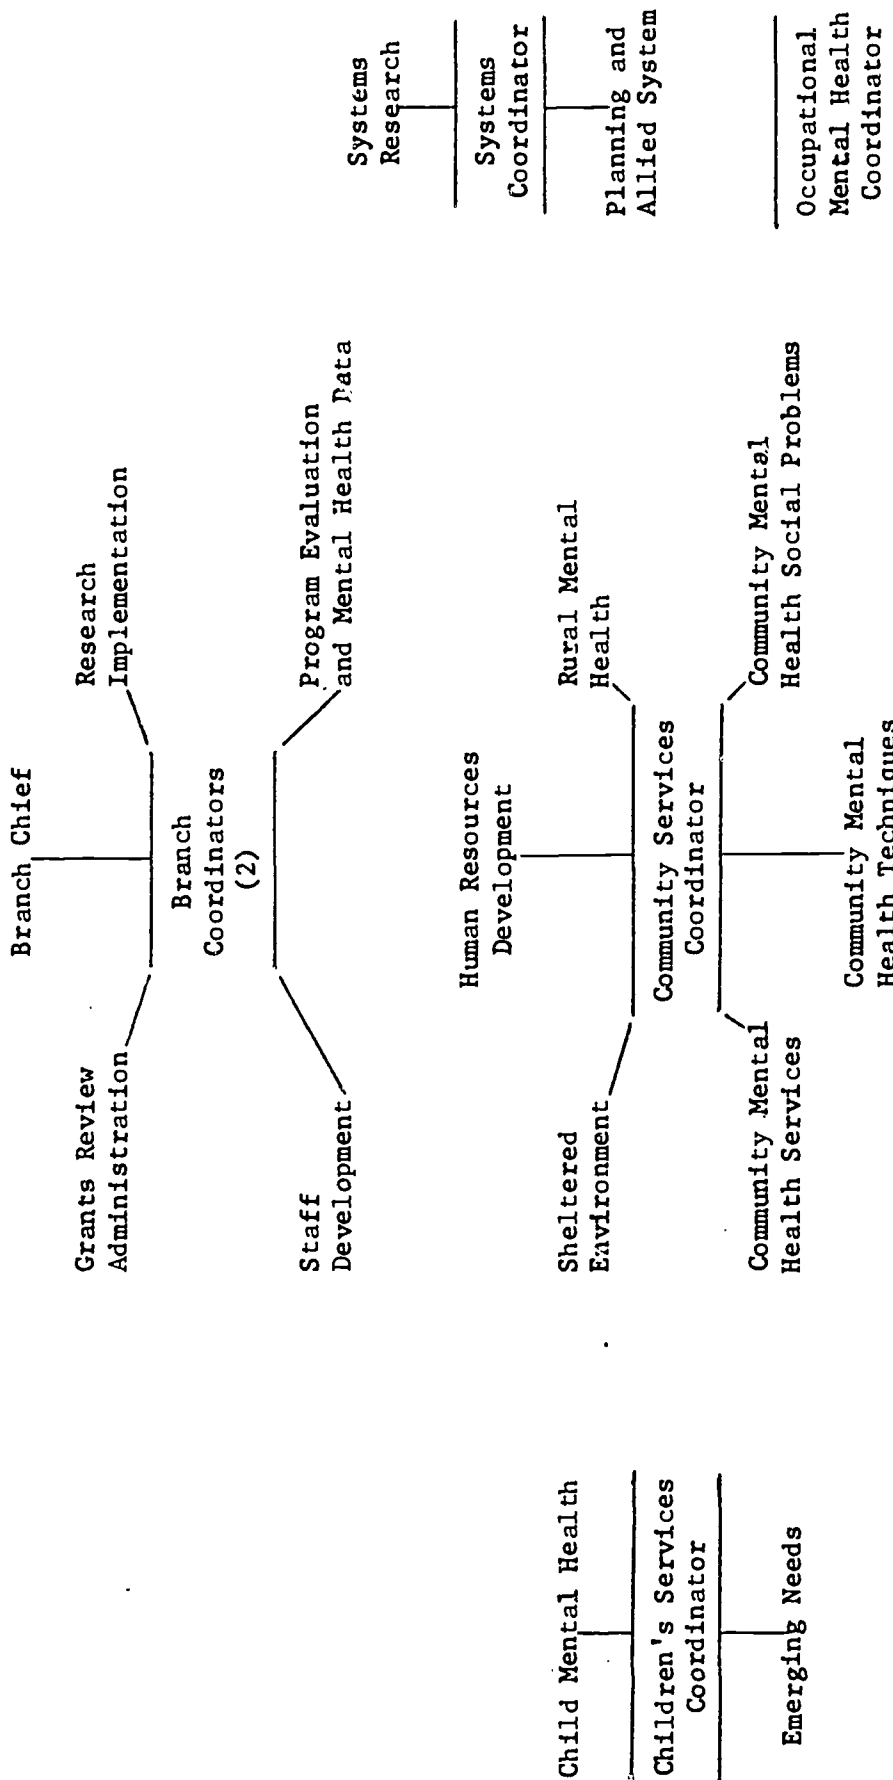 Branch Chief
Grants Review
Administration
Research
Implementation
Branch
Coordinators
(2)
Staff
Development
Program Evaluation
and Mental Health Data
Systems
Research
Systems
Coordinator
Planning and
Allied System
Occupational
Mental Health
Coordinator
Human Resources
Development
Sheltered
Environment
Rural Mental
Health
Community Services
Coordinator
Community Mental
Health Services
Community Mental
Health Social Problems
Community Mental
Health Techniques
Child Mental Health
Children's Services
Coordinator
Emerging Needs